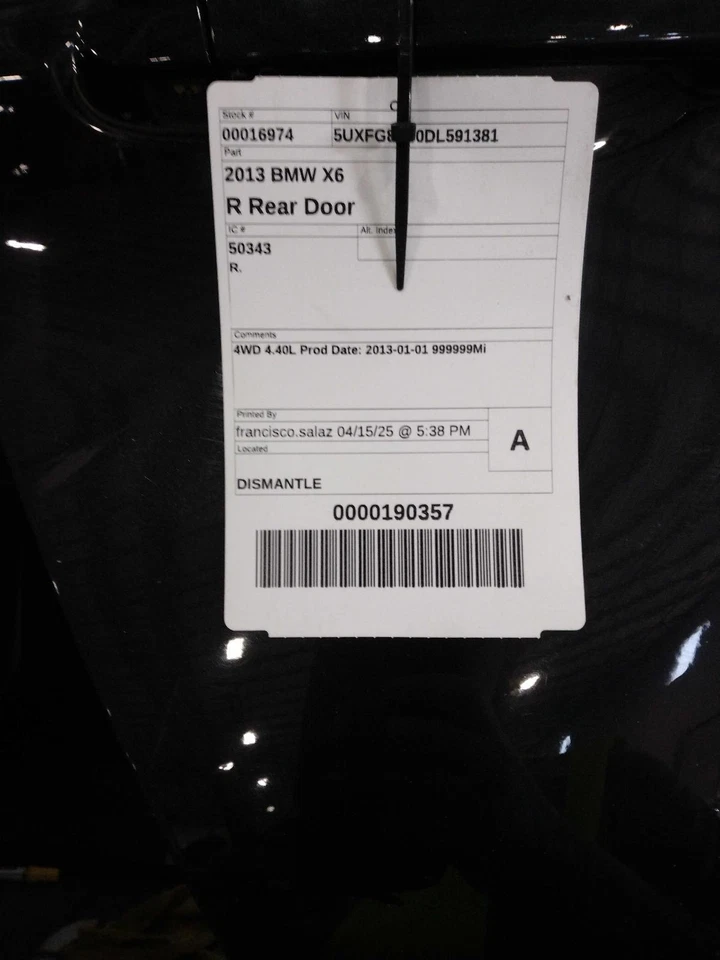 Stock # VIN
00016974
Part
2013 BMW X6
R Rear Door
IC # Alt. Index
50343
R.
Comments
4WD 4.40L Prod Date: 2013-01-01 999999Mi
Printed By
francisco.salaz 04/15/25 @ 5:38 PM
A
Located
DISMANTLE
0000190357